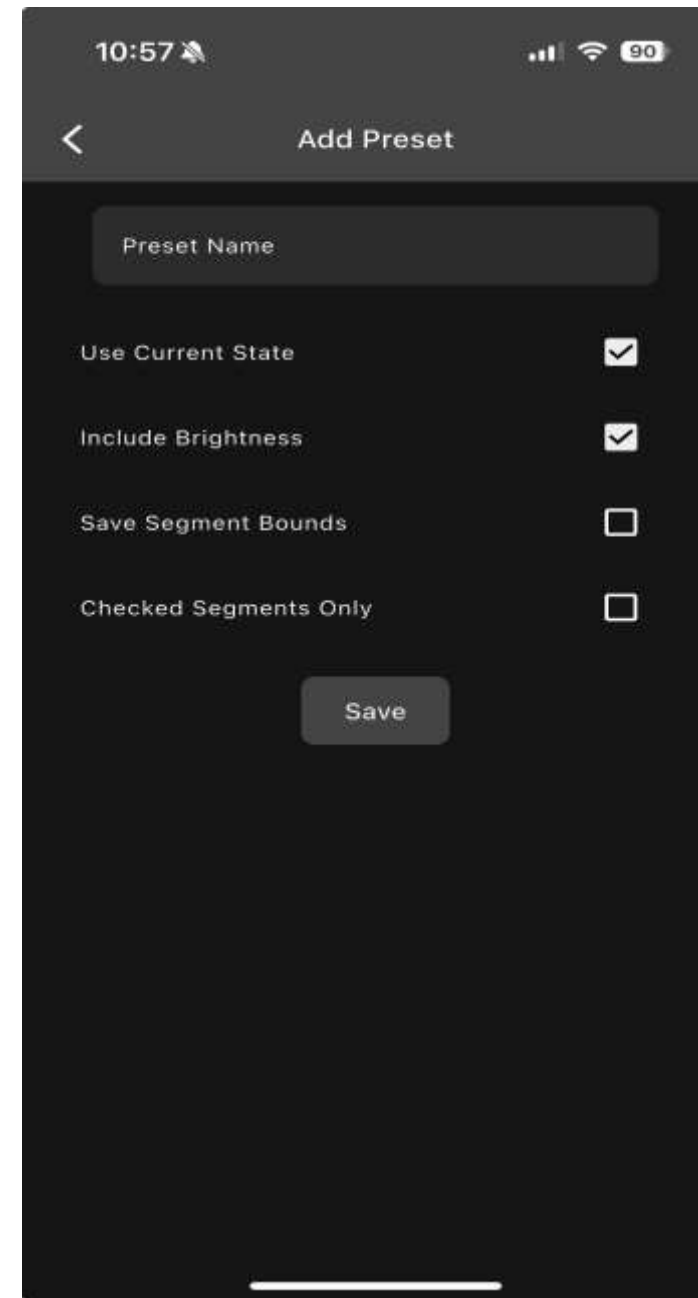 10:57
90
Add Preset
Preset Name
Use Current State
Include Brightness
Save Segment Bounds
Checked Segments Only
Save